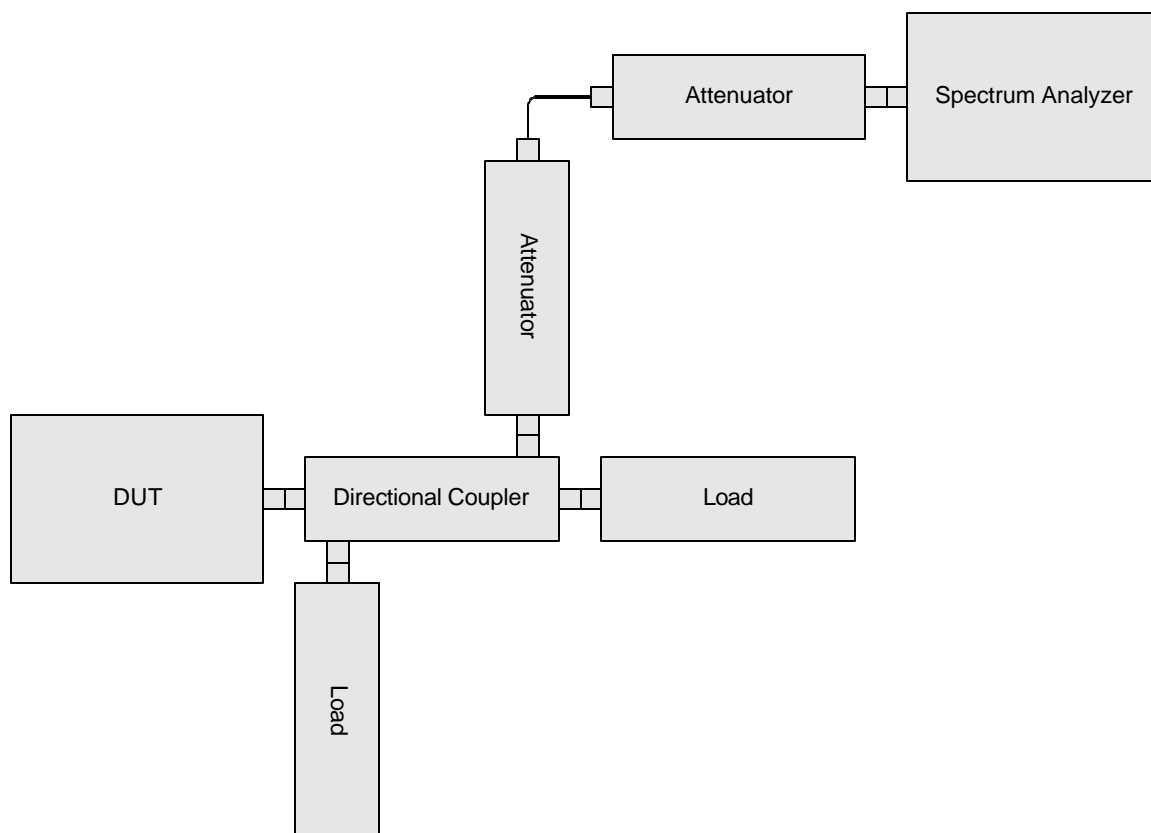 Attenuator
Spectrum Analyzer
Attenuator
DUT
Directional Coupler
Load
Load